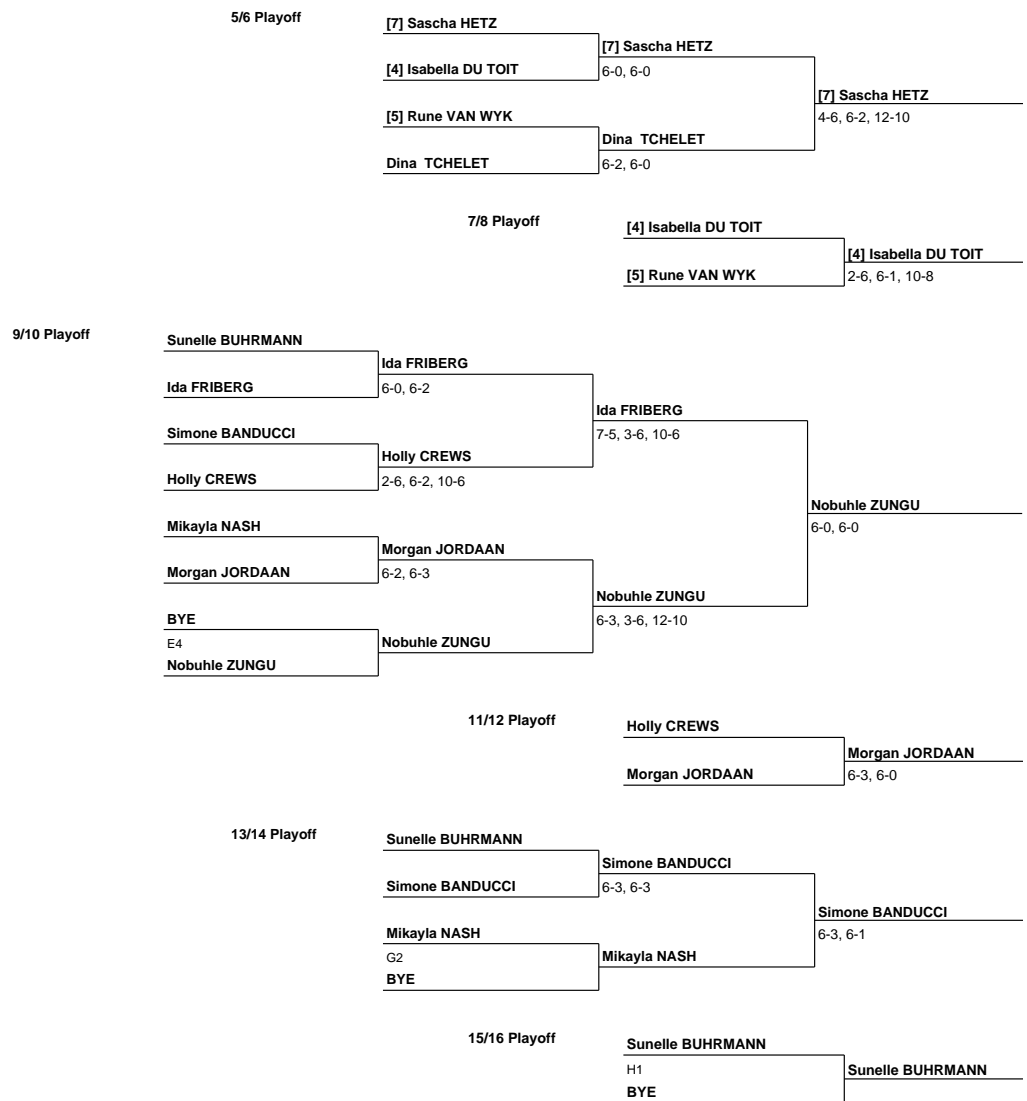 5/6 Playoff
[7] Sascha HETZ
[7] Sascha HETZ
[4] Isabella DU TOIT
6-0, 6-0
[7] Sascha HETZ
[5] Rune VAN WYK
4-6, 6-2, 12-10
Dina TCHELET
Dina TCHELET
6-2, 6-0
7/8 Playoff
[4] Isabella DU TOIT
[4] Isabella DU TOIT
[5] Rune VAN WYK
2-6, 6-1, 10-8
9/10 Playoff
Sunelle BUHRMANN
Ida FRIBERG
Ida FRIBERG
6-0, 6-2
Ida FRIBERG
Simone BANDUCCI
7-5, 3-6, 10-6
Holly CREWS
Holly CREWS
2-6, 6-2, 10-6
Nobuhle ZUNGU
Mikayla NASH
6-0, 6-0
Morgan JORDAAN
Morgan JORDAAN
6-2, 6-3
Nobuhle ZUNGU
BYE
6-3, 3-6, 12-10
E4
Nobuhle ZUNGU
Nobuhle ZUNGU
11/12 Playoff
Holly CREWS
Morgan JORDAAN
Morgan JORDAAN
6-3, 6-0
13/14 Playoff
Sunelle BUHRMANN
Simone BANDUCCI
Simone BANDUCCI
6-3, 6-3
Simone BANDUCCI
Mikayla NASH
6-3, 6-1
G2
Mikayla NASH
BYE
15/16 Playoff
Sunelle BUHRMANN
H1
Sunelle BUHRMANN
BYE